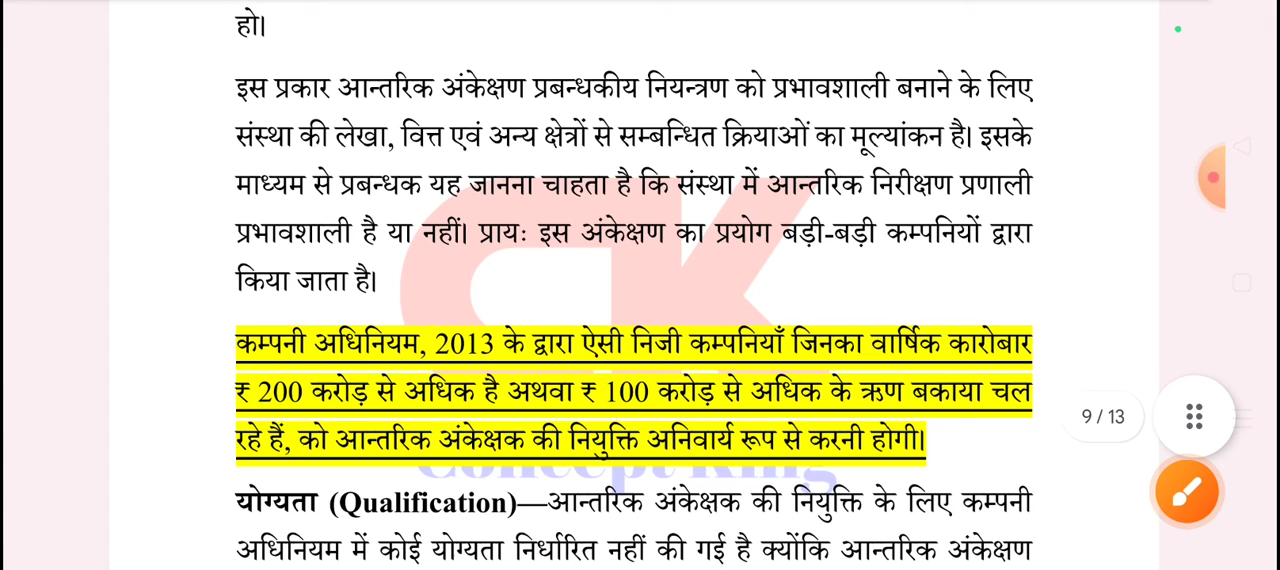 हो।
इस प्रकार आन्तरिक अंकेक्षण प्रबन्धकीय नियन्त्रण को प्रभावशाली बनाने के लिए
संस्था की लेखा, वित्त एवं अन्य क्षेत्रों से सम्बन्धित क्रियाओं का मूल्यांकन है। इसके
माध्यम से प्रबन्धक यह जानना चाहता है कि संस्था में आन्तरिक निरीक्षण प्रणाली
प्रभावशाली है या नहीं। प्रायः इस अंकेक्षण का प्रयोग बड़ी-बड़ी कम्पनियों द्वारा
किया जाता है।
कम्पनी अधिनियम, 2013 के द्वारा ऐसी निजी कम्पनियाँ जिनका वार्षिक कारोबार
₹ 200 करोड़ से अधिक है अथवा ₹ 100 करोड़ से अधिक के ऋण बकाया चल
रहे हैं, को आन्तरिक अंकेक्षक की नियुक्ति अनिवार्य रूप से करनी होगी।
9 / 13
Concept King
योग्यता (Qualification)—आन्तरिक अंकेक्षक की नियुक्ति के लिए कम्पनी
अधिनियम में कोई योग्यता निर्धारित नहीं की गई है क्योंकि आन्तरिक अंकेक्षण